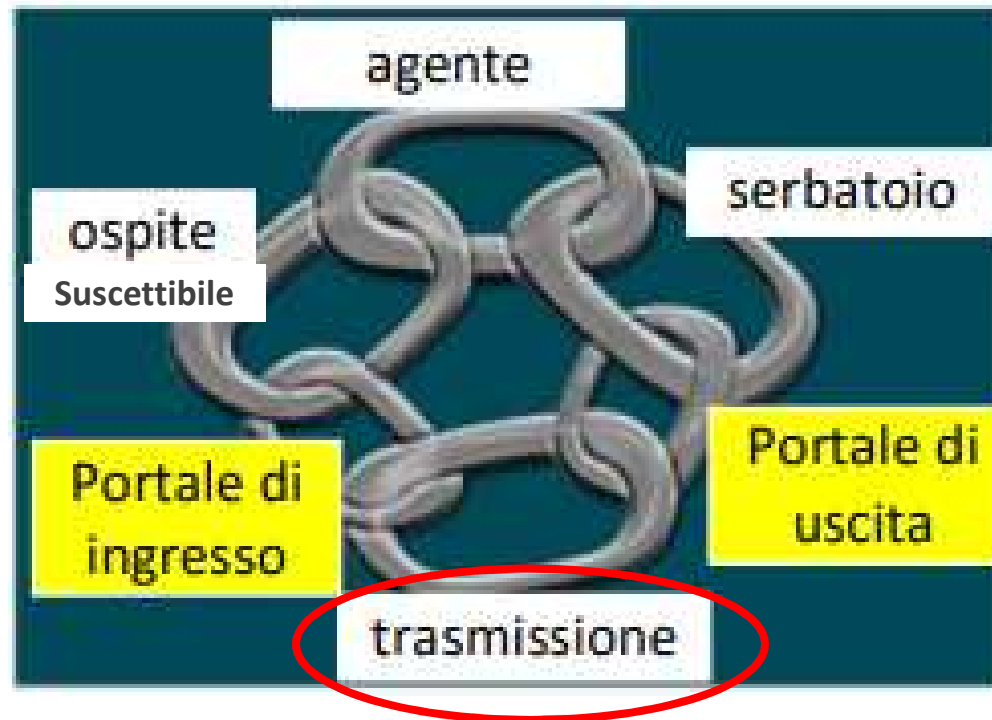 agente
serbatoio
ospite
Suscettibile
Portale di
uscita
Portale di
ingresso
trasmissione